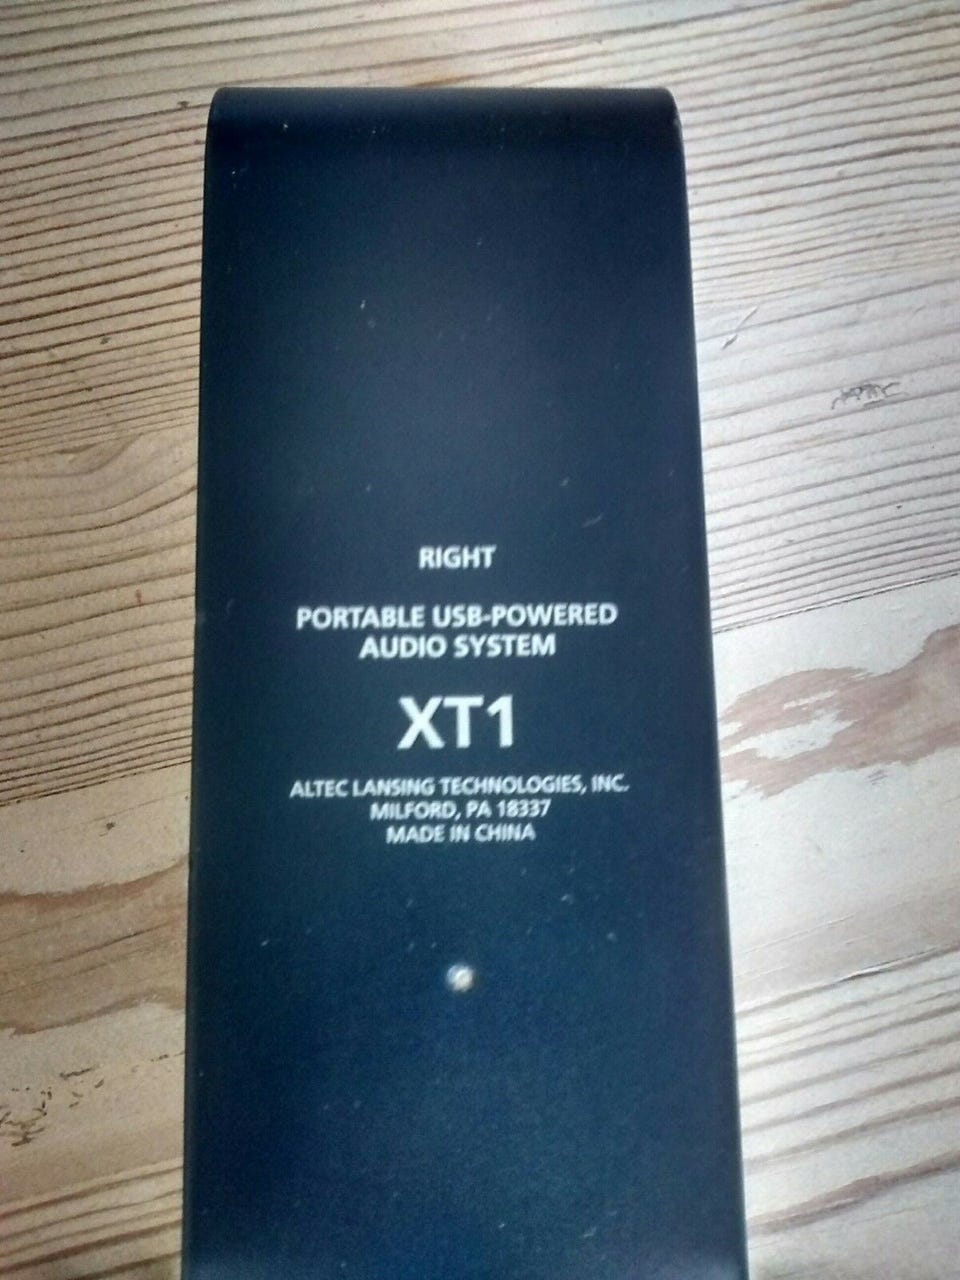 RIGHT
PORTABLE USB-POWERED
AUDIO SYSTEM
XT1
ALTEC LANSING TECHNOLOGIES, INC.
MILFORD, PA 18337
MADE IN CHINA